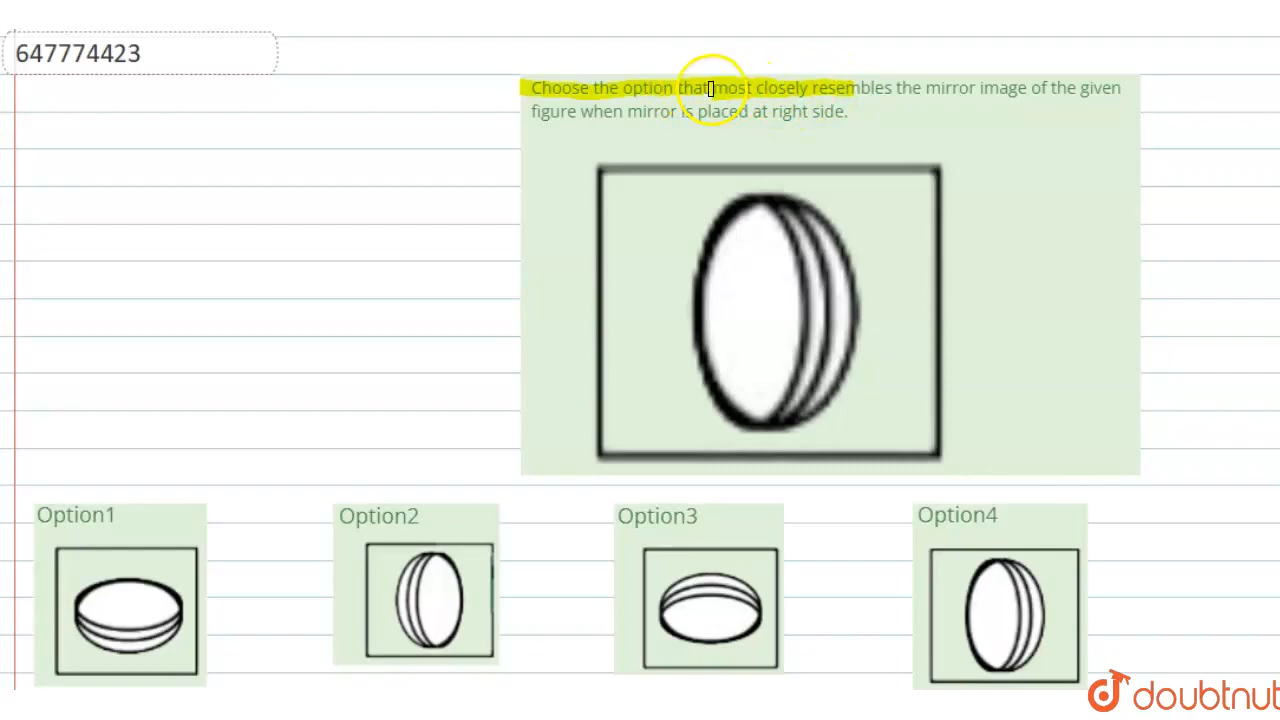 647774423
Choose the option that most closely resembles the mirror image of the given
figure when mirror is placed at right side.
Option1
Option2
Option3
Option4
doubtnut